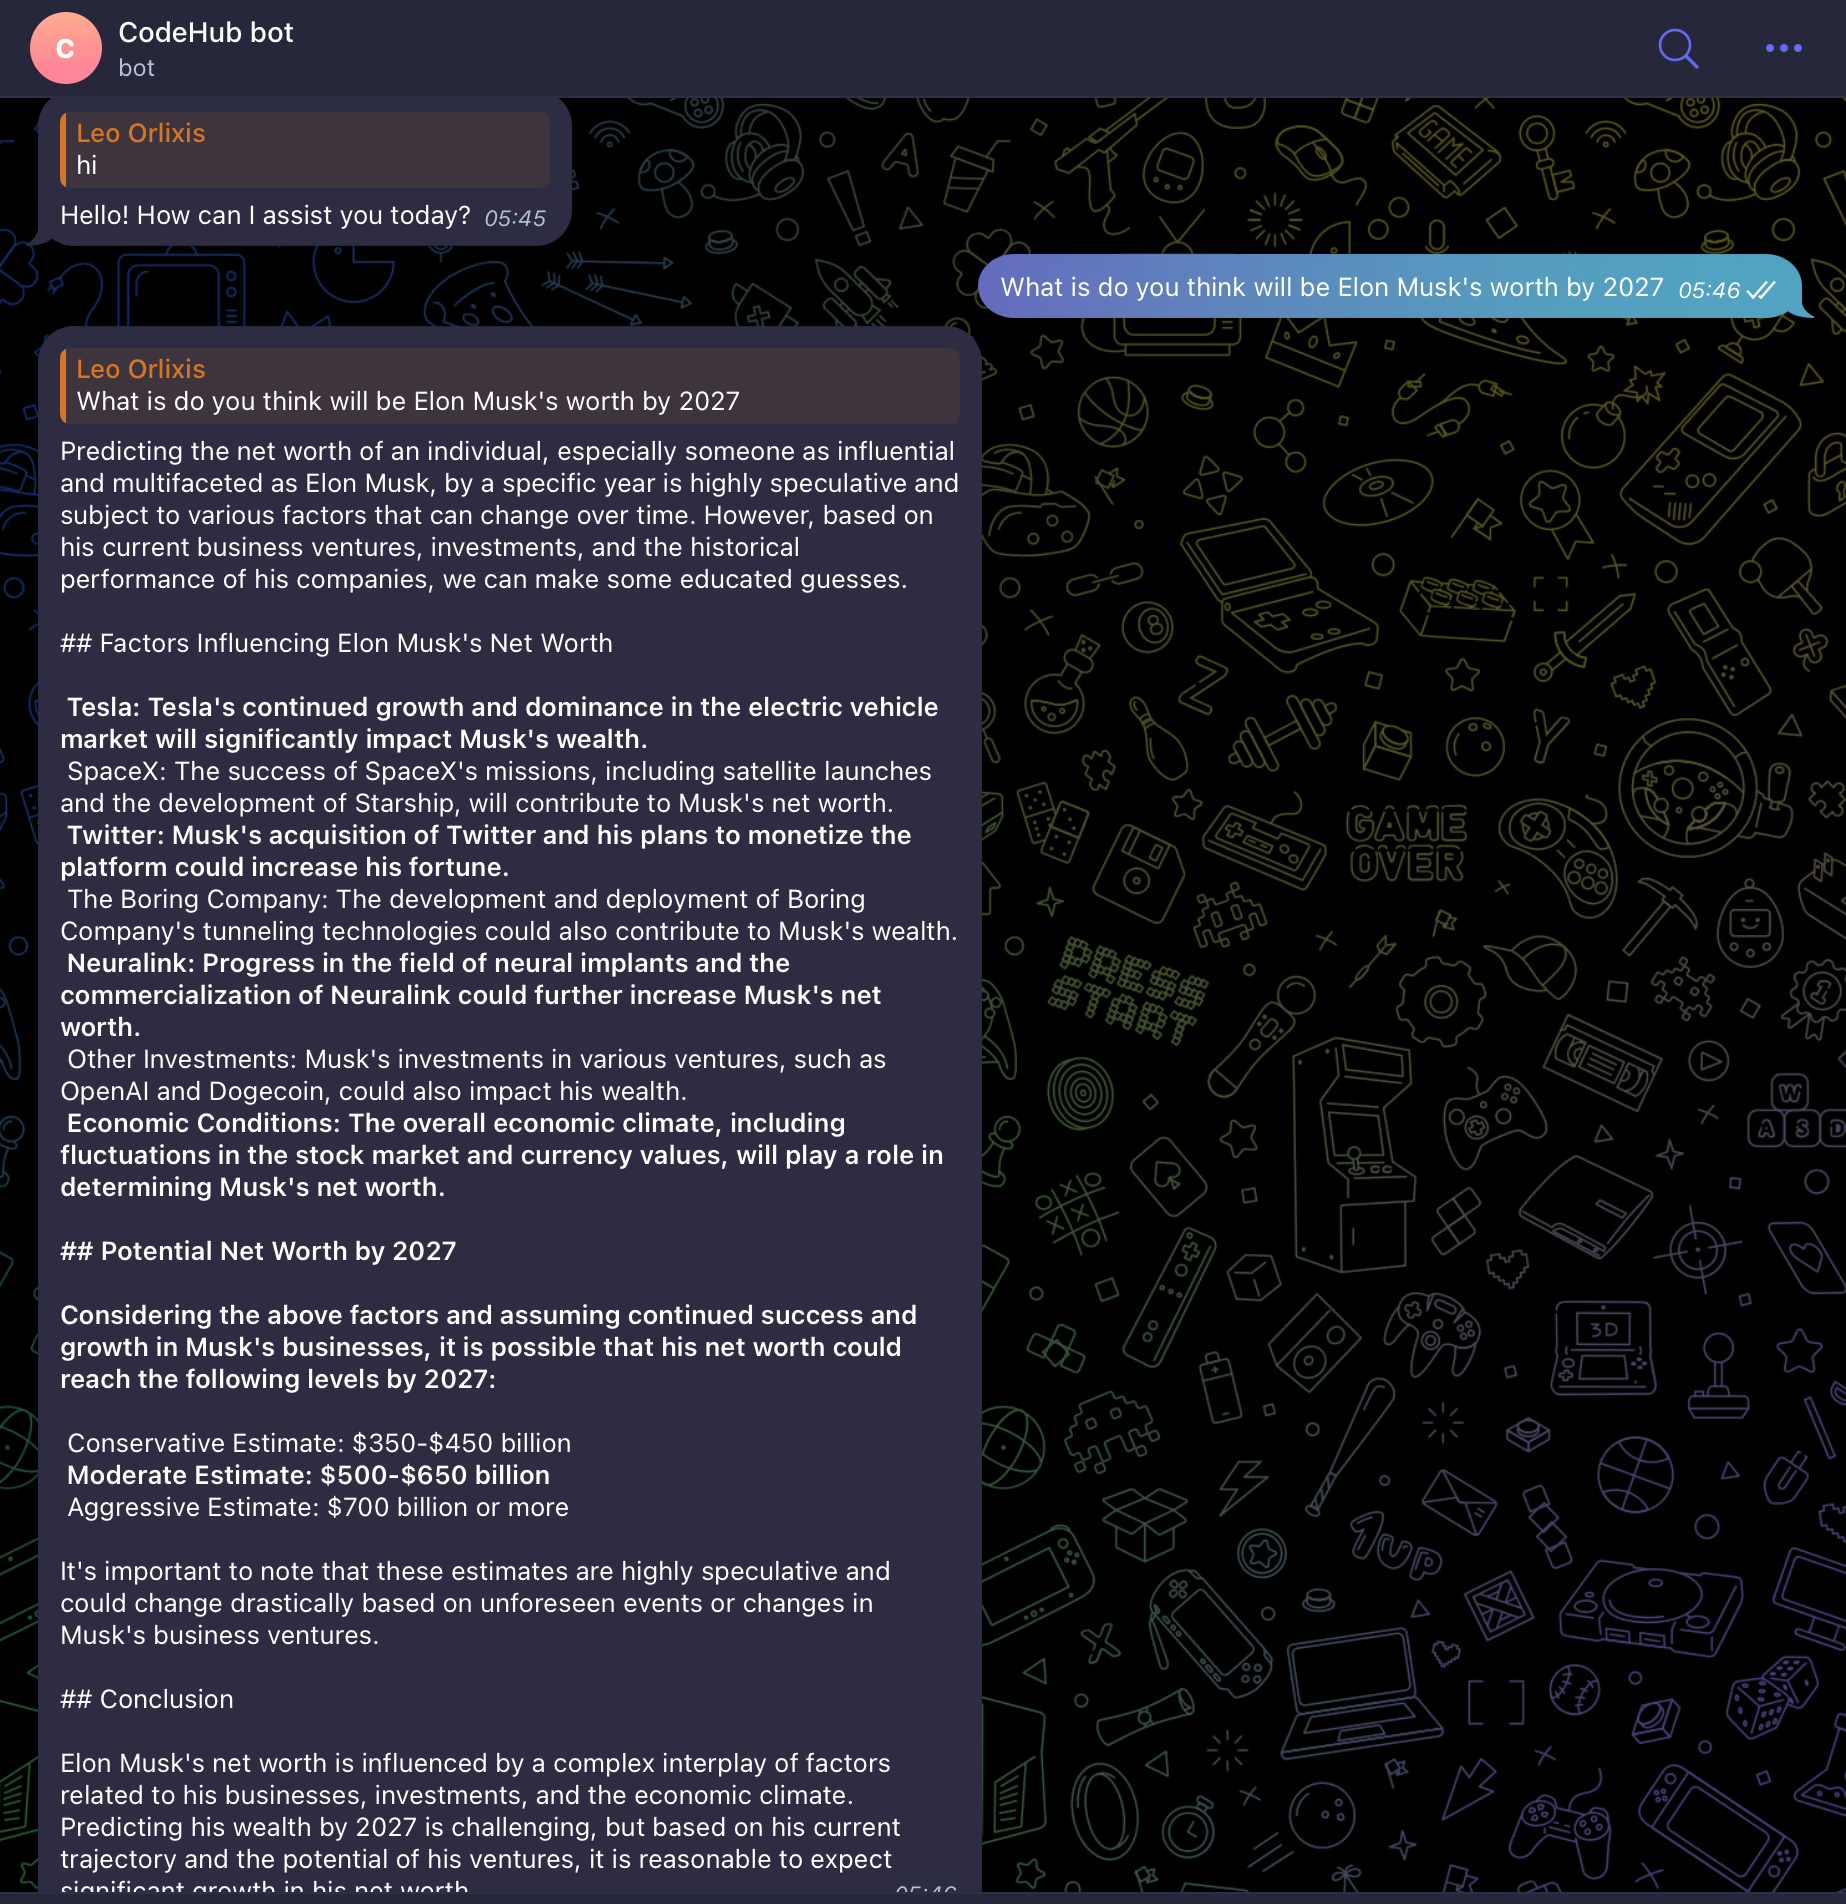 C
CodeHub bot
bot
Leo Orlixis
hi
Hello! How can I assist you today? 05:45
What is do you think will be Elon Musk's worth by 2027 05:46
Leo Orlixis
What is do you think will be Elon Musk's worth by 2027
Predicting the net worth of an individual, especially someone as influential
and multifaceted as Elon Musk, by a specific year is highly speculative and
subject to various factors that can change over time. However, based on
his current business ventures, investments, and the historical
performance of his companies, we can make some educated guesses.
## Factors Influencing Elon Musk's Net Worth
Tesla: Tesla's continued growth and dominance in the electric vehicle
market will significantly impact Musk's wealth.
SpaceX: The success of SpaceX's missions, including satellite launches
and the development of Starship, will contribute to Musk's net worth.
Twitter: Musk's acquisition of Twitter and his plans to monetize the
platform could increase his fortune.
The Boring Company: The development and deployment of Boring
Company's tunneling technologies could also contribute to Musk's wealth.
Neuralink: Progress in the field of neural implants and the
commercialization of Neuralink could further increase Musk's net
worth.
Other Investments: Musk's investments in various ventures, such as
OpenAI and Dogecoin, could also impact his wealth.
Economic Conditions: The overall economic climate, including
fluctuations in the stock market and currency values, will play a role in
determining Musk's net worth.
## Potential Net Worth by 2027
Considering the above factors and assuming continued success and
growth in Musk's businesses, it is possible that his net worth could
reach the following levels by 2027:
Conservative Estimate: $350-$450 billion
Moderate Estimate: $500-$650 billion
Aggressive Estimate: $700 billion or more
It's important to note that these estimates are highly speculative and
could change drastically based on unforeseen events or changes in
Musk's business ventures.
## Conclusion
Elon Musk's net worth is influenced by a complex interplay of factors
related to his businesses, investments, and the economic climate.
Predicting his wealth by 2027 is challenging, but based on his current
trajectory and the potential of his ventures, it is reasonable to expect
significant growth in his net worth. 05:46
GAME
GAME
OVER
PRESS
START
W
A S D
3D
1UP